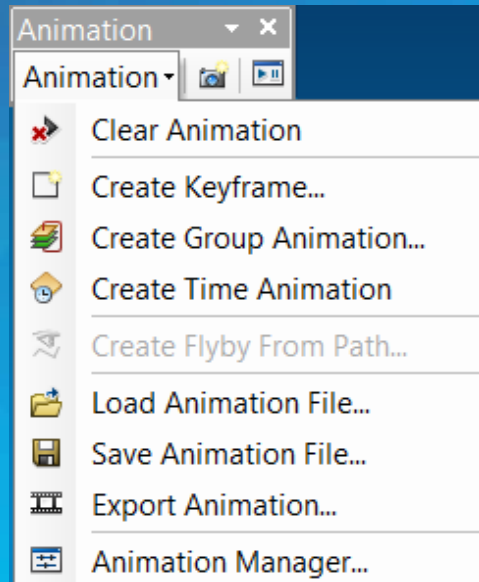 Animation
Animation
Clear Animation
Create Keyframe...
Create Group Animation...
Create Time Animation
Create Flyby From Path...
Load Animation File...
Save Animation File...
Export Animation...
Animation Manager...